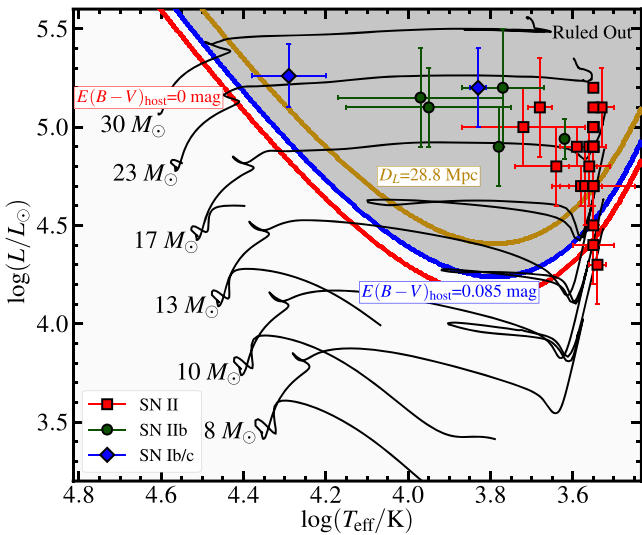 5.5
5.0
4.5
4.0
3.5
log(L/L☉)
Ruled Out
E(B−V)host=0 mag
30 M☉
23 M☉
17 M☉
13 M☉
10 M☉
8 M☉
DL=28.8 Mpc
E(B−V)host=0.085 mag
SN II
SN IIb
SN Ib/c
4.8 4.6 4.4 4.2 4.0 3.8 3.6
log(Teff/K)